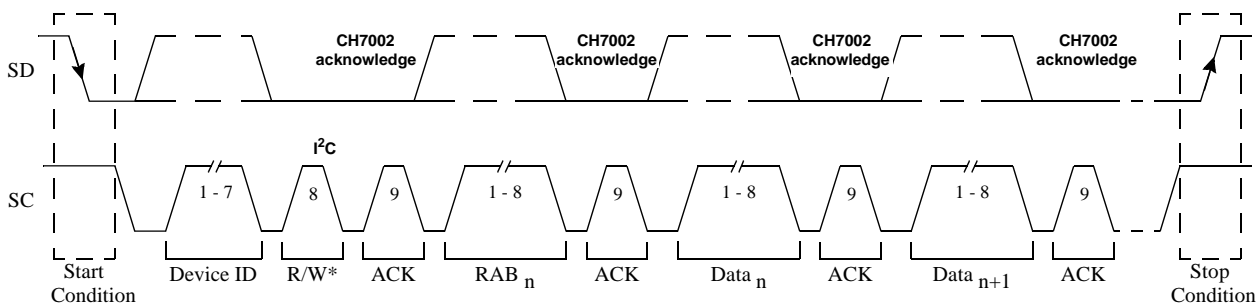 CH7002 acknowledge
CH7002 acknowledge
CH7002 acknowledge
CH7002 acknowledge
SD
I²C
SC
1 - 7
8
9
1 - 8
9
1 - 8
9
1 - 8
9
Start Condition
Device ID
R/W*
ACK
RAB n
ACK
Data n
ACK
Data n+1
ACK
Stop Condition